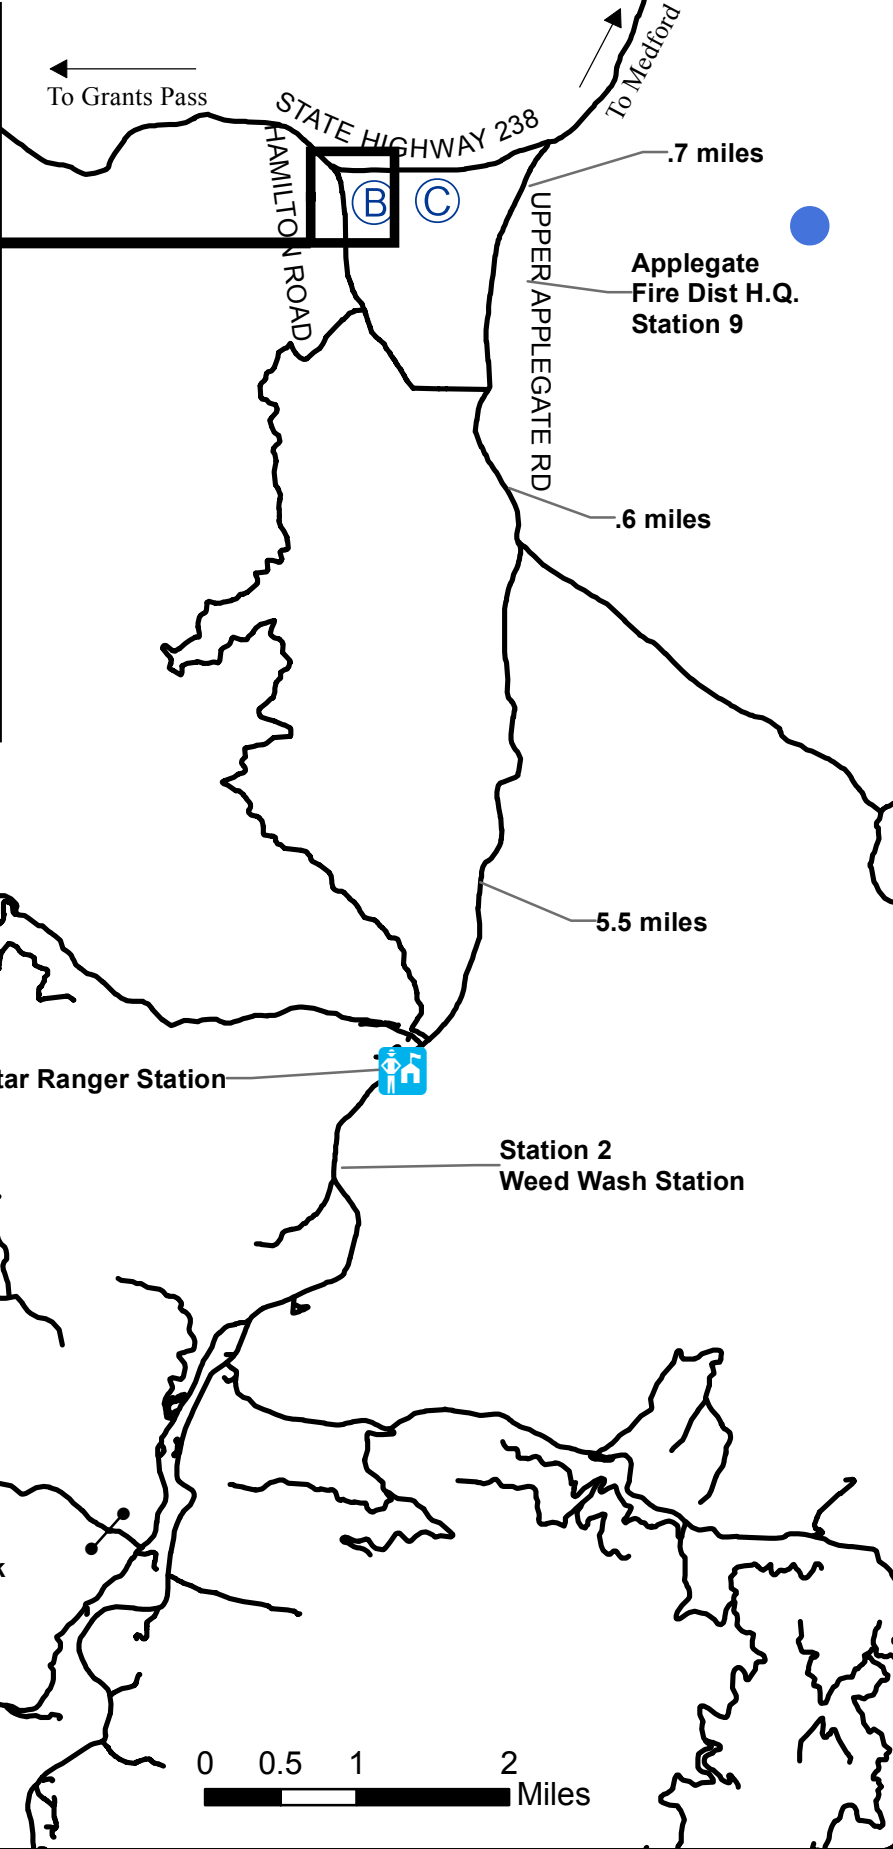 To Grants Pass
To Medford
STATE HIGHWAY 238
HAMILTON ROAD
B
C
.7 miles
UPPER APPLEGATE RD
Applegate
Fire Dist H.Q.
Station 9
.6 miles
5.5 miles
tar Ranger Station
Station 2
Weed Wash Station
k
0 0.5 1 2
Miles